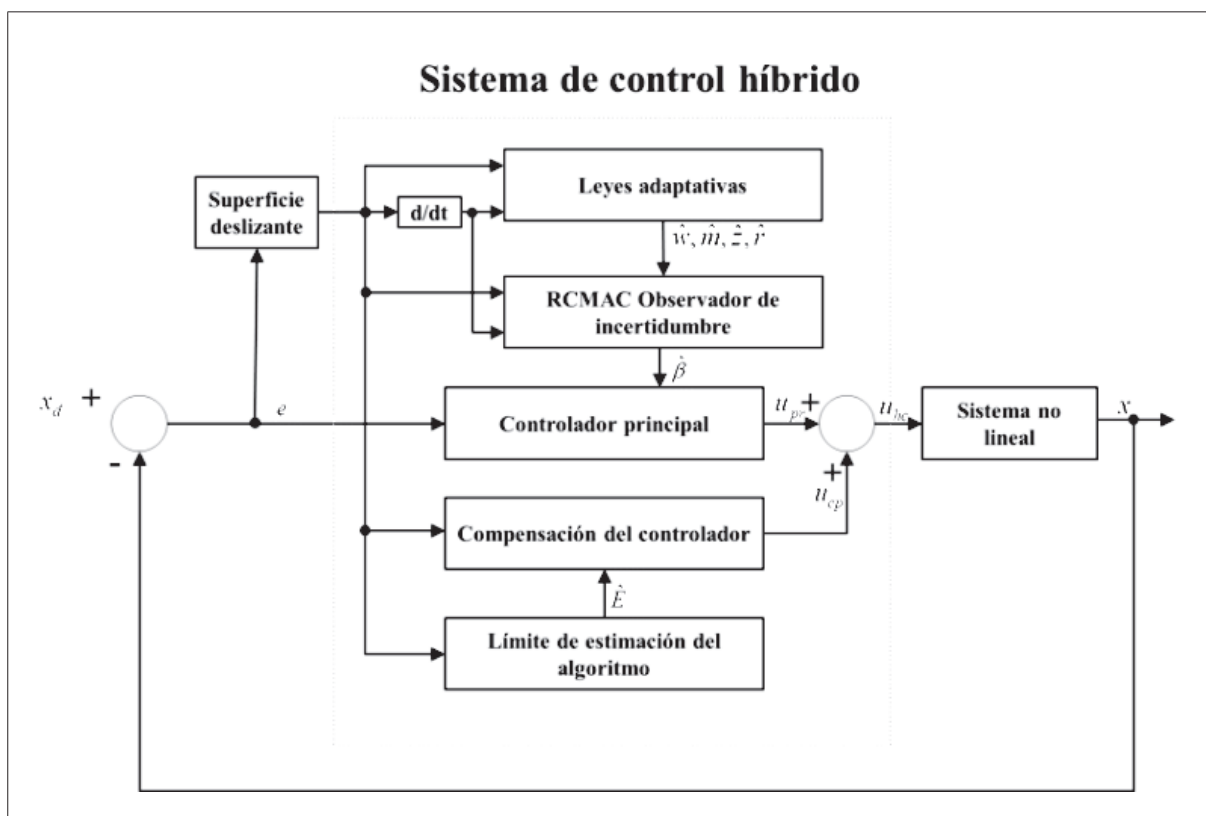 Sistema de control híbrido
Superficie
deslizante
d/dt
Leyes adaptativas
ŵ, m̂, ẑ, r̂
RCMAC Observador de
incertidumbre
β̂
x_d +
-
e
Controlador principal
u_pr +
u_hc
Sistema no
lineal
x
+
u_cp
Compensación del controlador
Ê
Límite de estimación del
algoritmo